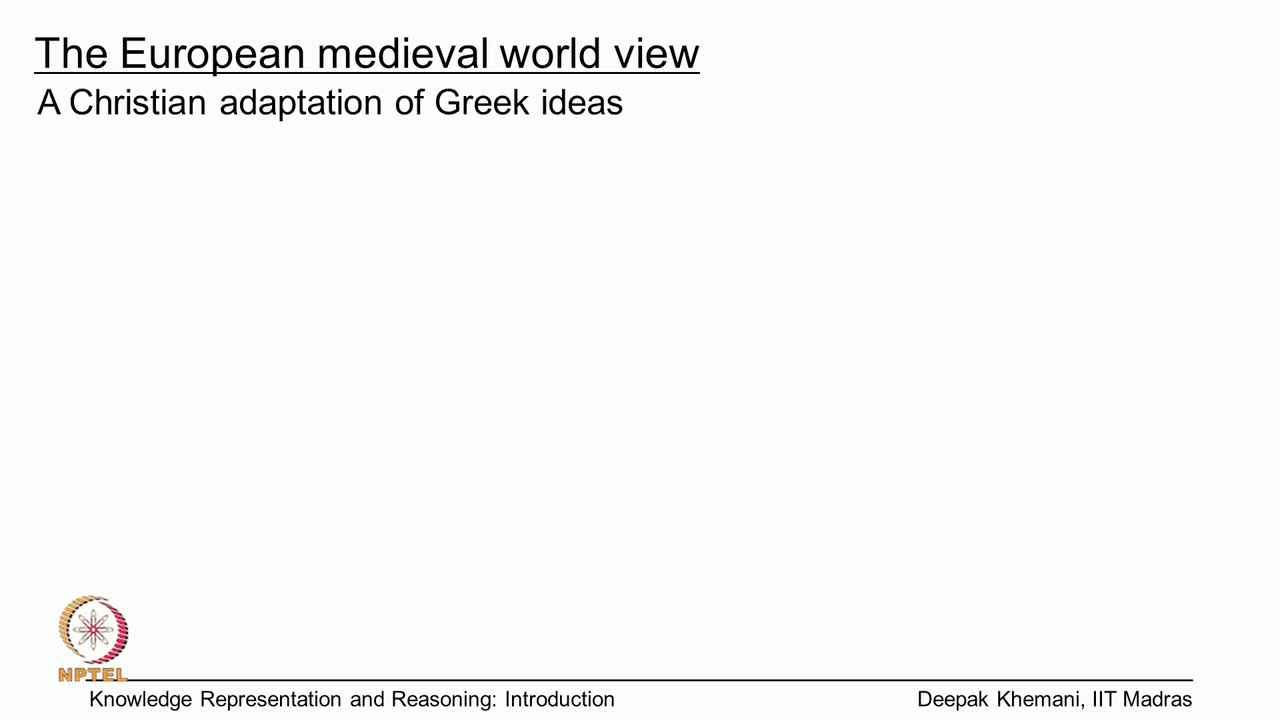 The European medieval world view
A Christian adaptation of Greek ideas
NPTEL
Knowledge Representation and Reasoning: Introduction
Deepak Khemani, IIT Madras